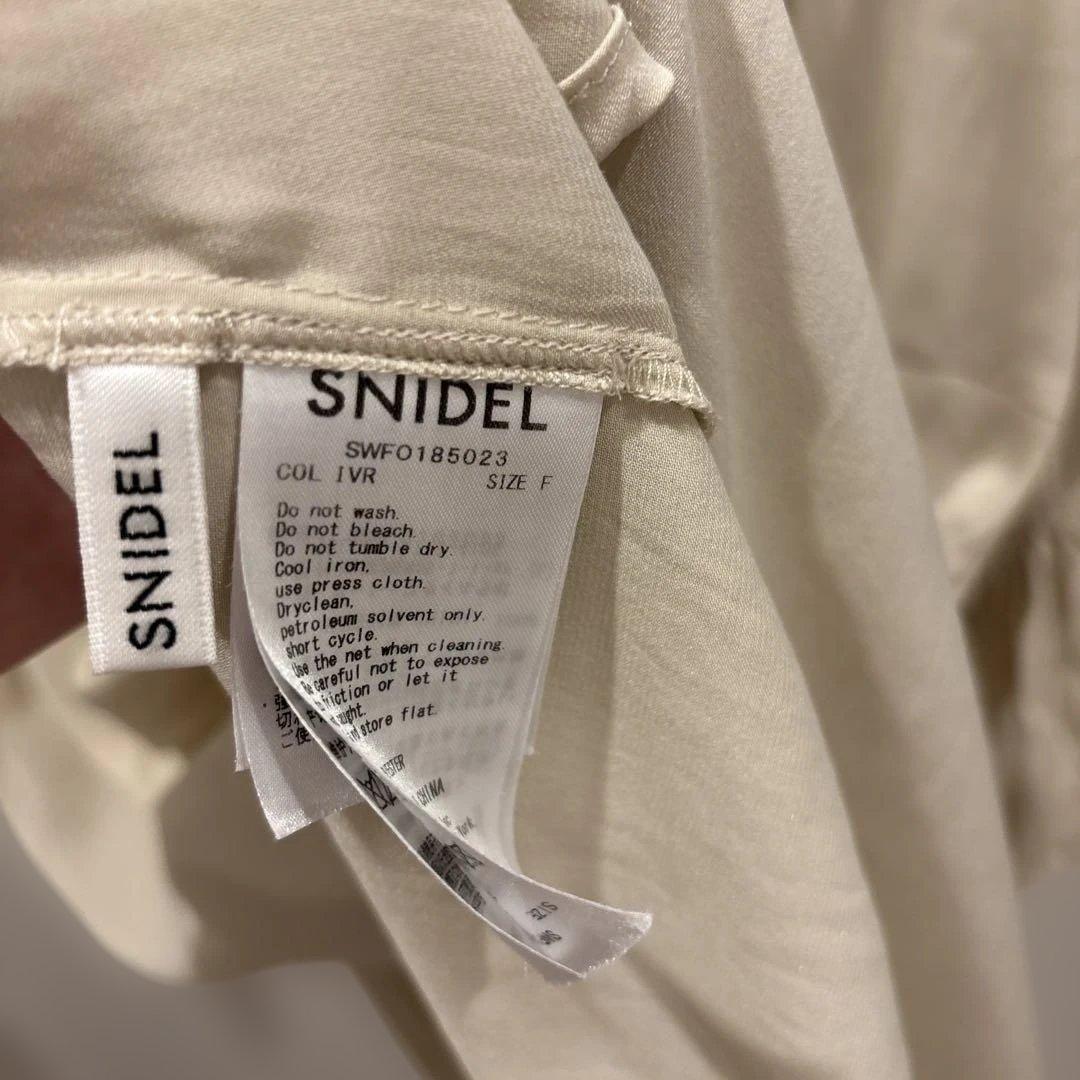 SNIDEL
SNIDEL
SWFO185023
COL IVR SIZE F
Do not wash.
Do not bleach.
Do not tumble dry.
Cool iron,
use press cloth.
Dryclean,
petroleum solvent only.
short cycle.
Use the net when cleaning.
Be careful not to expose
friction or let it
store flat.
CHINA
SIZE